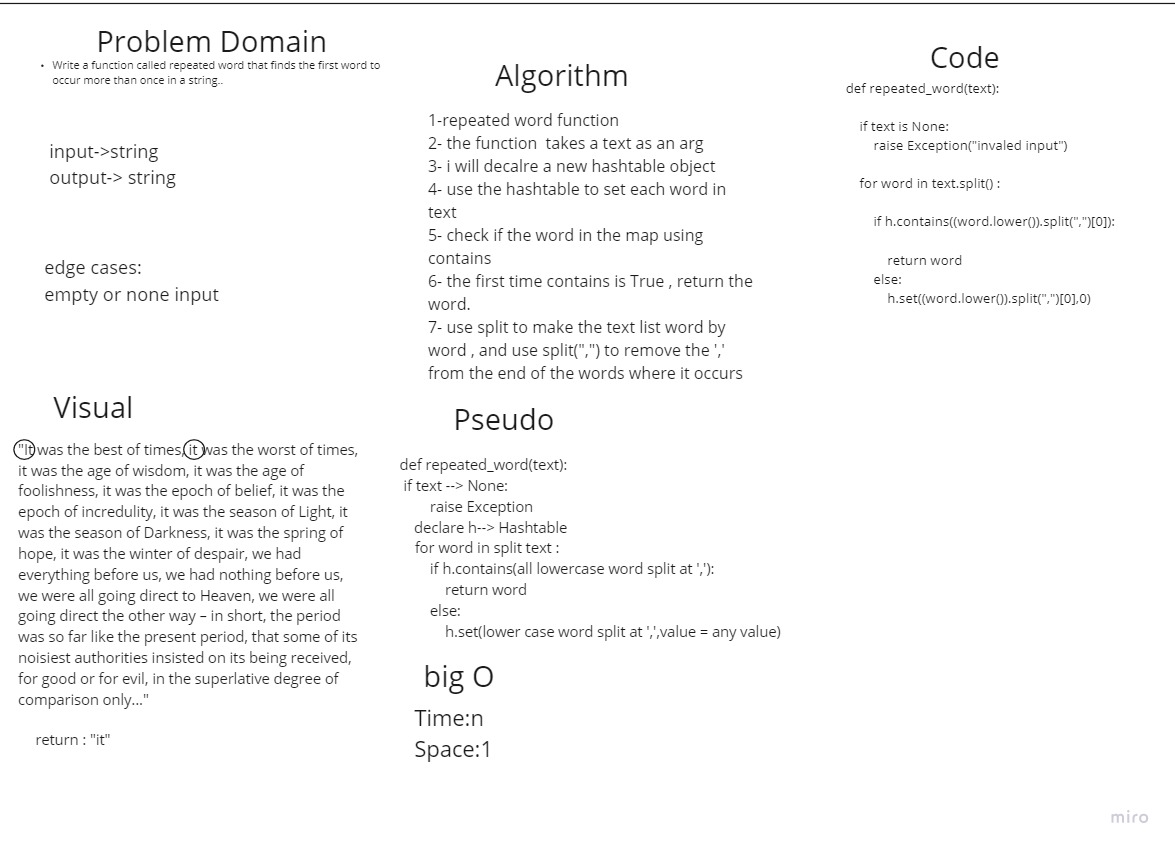 Problem Domain
• Write a function called repeated word that finds the first word to
occur more than once in a string..
input->string
output-> string
edge cases:
empty or none input
Visual
"It was the best of times, it was the worst of times,
it was the age of wisdom, it was the age of
foolishness, it was the epoch of belief, it was the
epoch of incredulity, it was the season of Light, it
was the season of Darkness, it was the spring of
hope, it was the winter of despair, we had
everything before us, we had nothing before us,
we were all going direct to Heaven, we were all
going direct the other way – in short, the period
was so far like the present period, that some of its
noisiest authorities insisted on its being received,
for good or for evil, in the superlative degree of
comparison only..."
return : "it"
Algorithm
1-repeated word function
2- the function  takes a text as an arg
3- i will decalre a new hashtable object
4- use the hashtable to set each word in
text
5- check if the word in the map using
contains
6- the first time contains is True , return the
word.
7- use split to make the text list word by
word , and use split(",") to remove the ','
from the end of the words where it occurs
Pseudo
def repeated_word(text):
if text --> None:
raise Exception
declare h--> Hashtable
for word in split text :
if h.contains(all lowercase word split at ','):
return word
else:
h.set(lower case word split at ',',value = any value)
big O
Time:n
Space:1
Code
def repeated_word(text):
if text is None:
raise Exception("invaled input")
for word in text.split() :
if h.contains((word.lower()).split(",")[0]):
return word
else:
h.set((word.lower()).split(",")[0],0)
miro